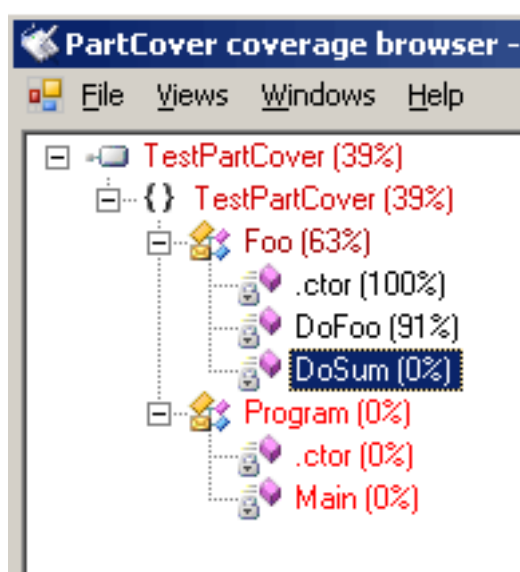 PartCover coverage browser -
File Views Windows Help
TestPartCover (39%)
{} TestPartCover (39%)
Foo (63%)
.ctor (100%)
DoFoo (91%)
DoSum (0%)
Program (0%)
.ctor (0%)
Main (0%)